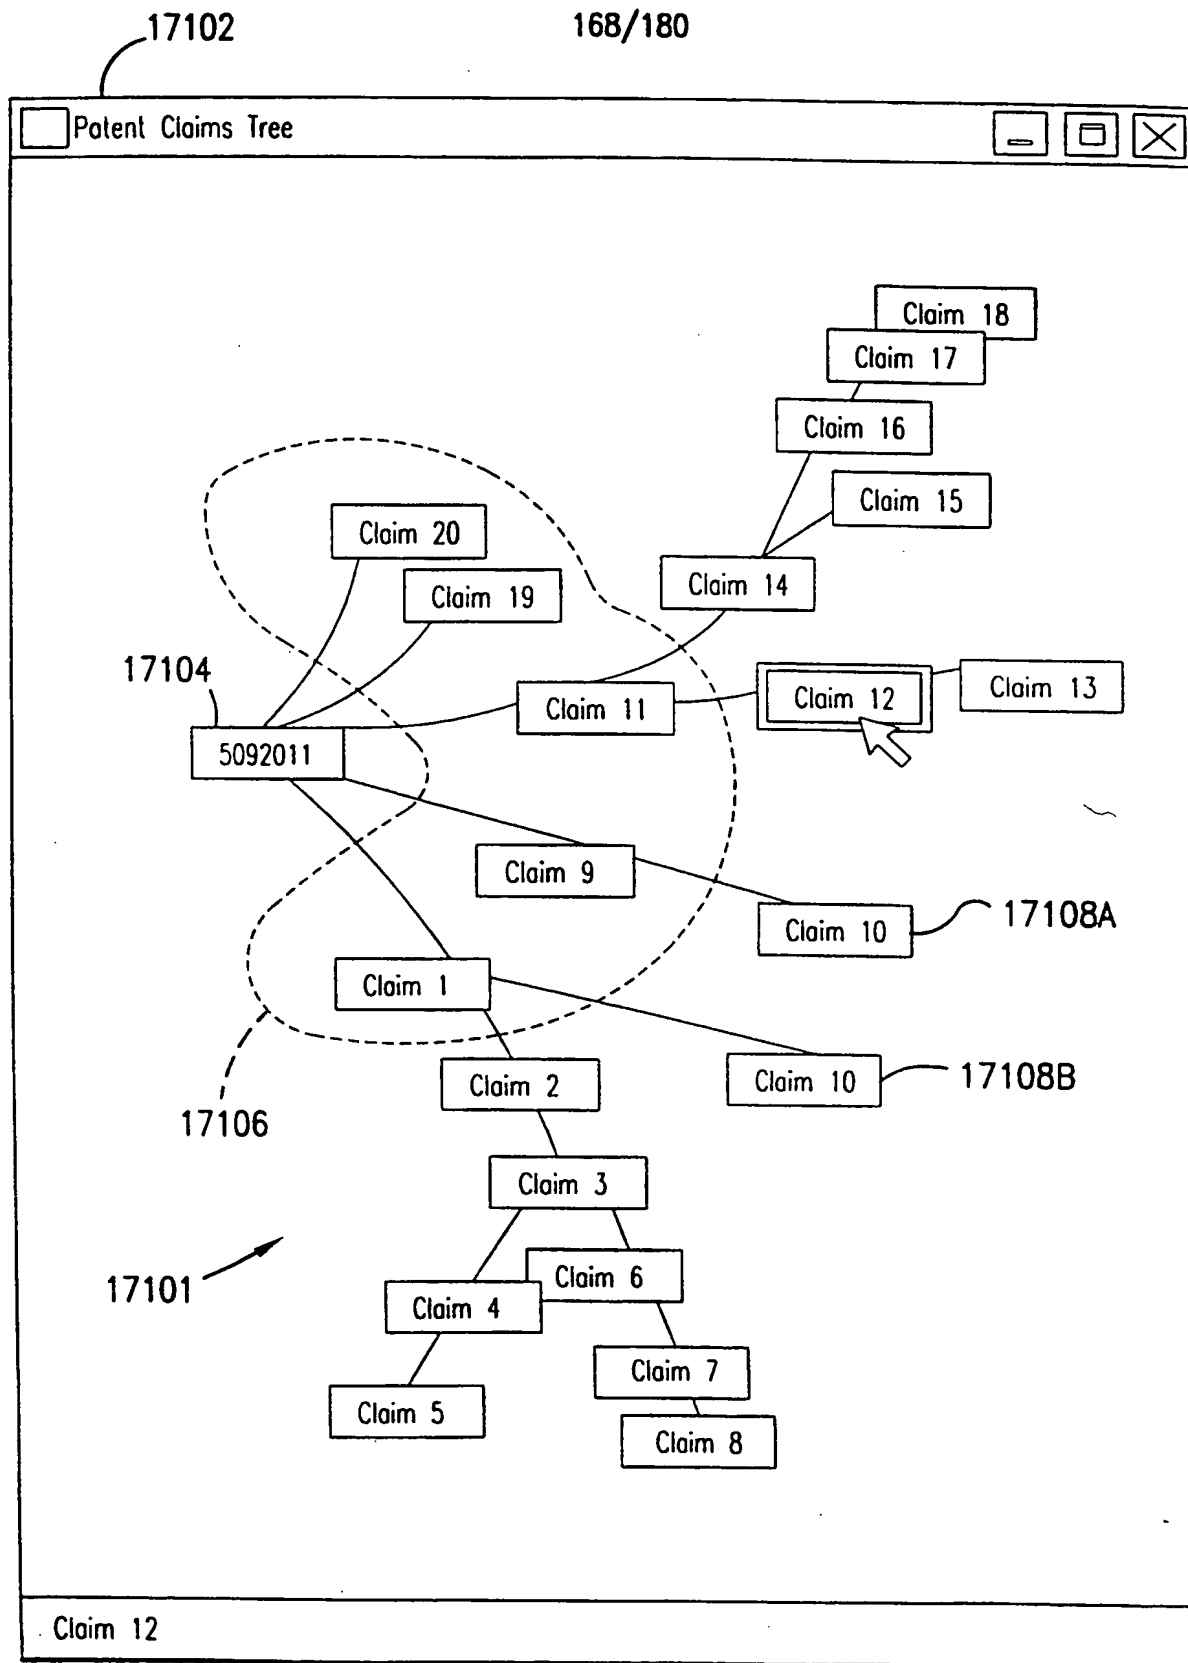 17102
168/180
Patent Claims Tree
Claim 18
Claim 17
Claim 16
Claim 15
Claim 20
Claim 14
Claim 19
17104
Claim 13
Claim 12
Claim 11
5092011
Claim 9
17108A
Claim 10
Claim 1
17108B
Claim 10
Claim 2
17106
Claim 3
17101
Claim 6
Claim 4
Claim 7
Claim 5
Claim 8
Claim 12